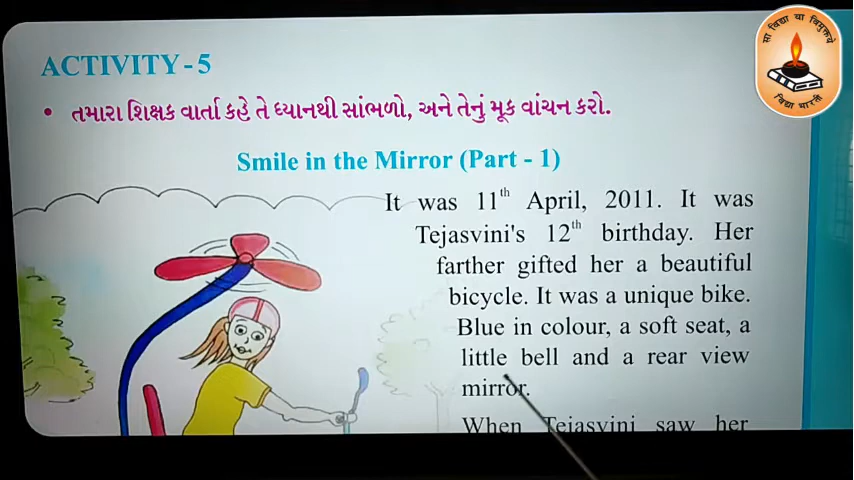 ACTIVITY - 5
• તમારા શિક્ષક વાર્તા કહે તે ધ્યાનથી સાંભળો, અને તેનું મૂક વાંચન કરો.
Smile in the Mirror (Part - 1)
It was 11th April, 2011. It was
Tejasvini's 12th birthday. Her
farther gifted her a beautiful
bicycle. It was a unique bike.
Blue in colour, a soft seat, a
little bell and a rear view
mirror.
When Tejasvini saw her
सा विद्या या विमुक्तये
विद्या भारती